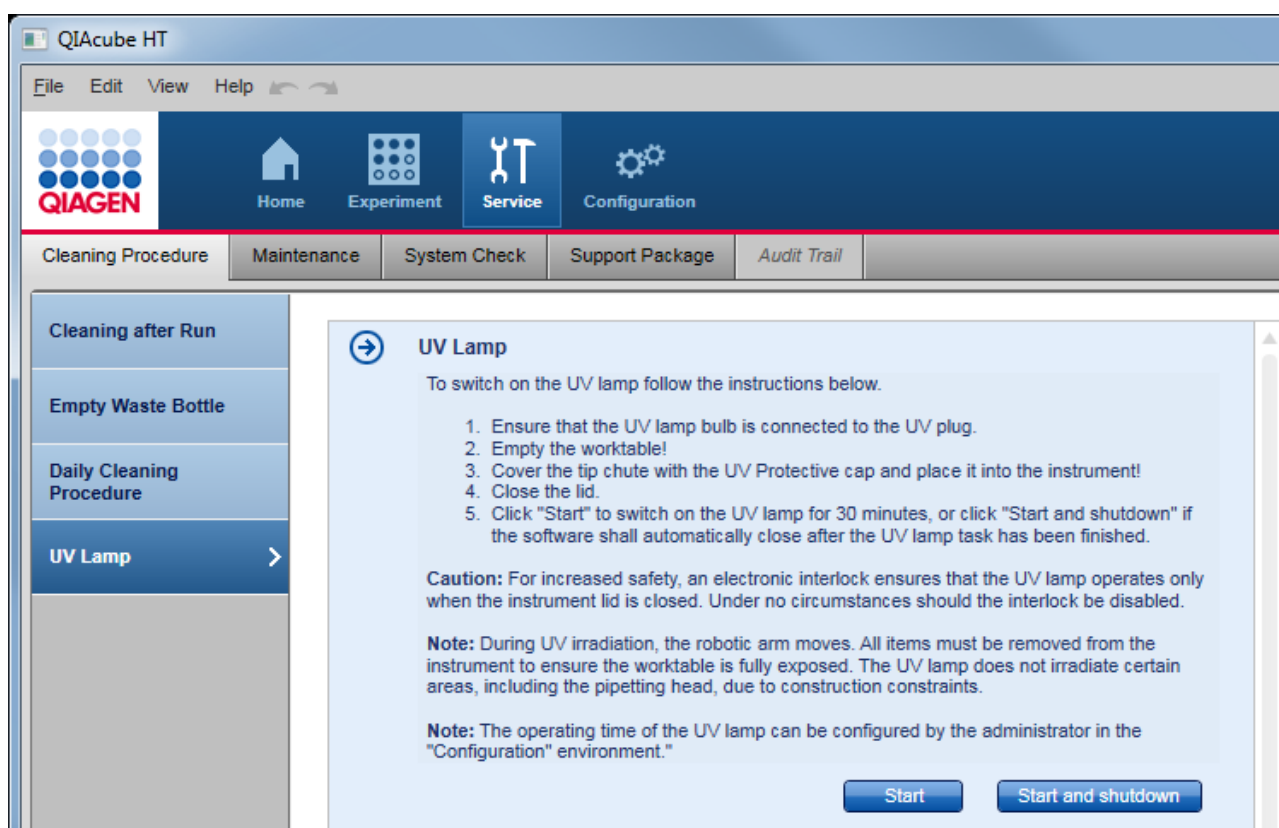 QIAcube HT
File Edit View Help
QIAGEN
Home Experiment Service Configuration
Cleaning Procedure Maintenance System Check Support Package Audit Trail
Cleaning after Run
Empty Waste Bottle
Daily Cleaning
Procedure
UV Lamp
UV Lamp
To switch on the UV lamp follow the instructions below.
1. Ensure that the UV lamp bulb is connected to the UV plug.
2. Empty the worktable!
3. Cover the tip chute with the UV Protective cap and place it into the instrument!
4. Close the lid.
5. Click "Start" to switch on the UV lamp for 30 minutes, or click "Start and shutdown" if
the software shall automatically close after the UV lamp task has been finished.
Caution: For increased safety, an electronic interlock ensures that the UV lamp operates only
when the instrument lid is closed. Under no circumstances should the interlock be disabled.
Note: During UV irradiation, the robotic arm moves. All items must be removed from the
instrument to ensure the worktable is fully exposed. The UV lamp does not irradiate certain
areas, including the pipetting head, due to construction constraints.
Note: The operating time of the UV lamp can be configured by the administrator in the
"Configuration" environment."
Start Start and shutdown